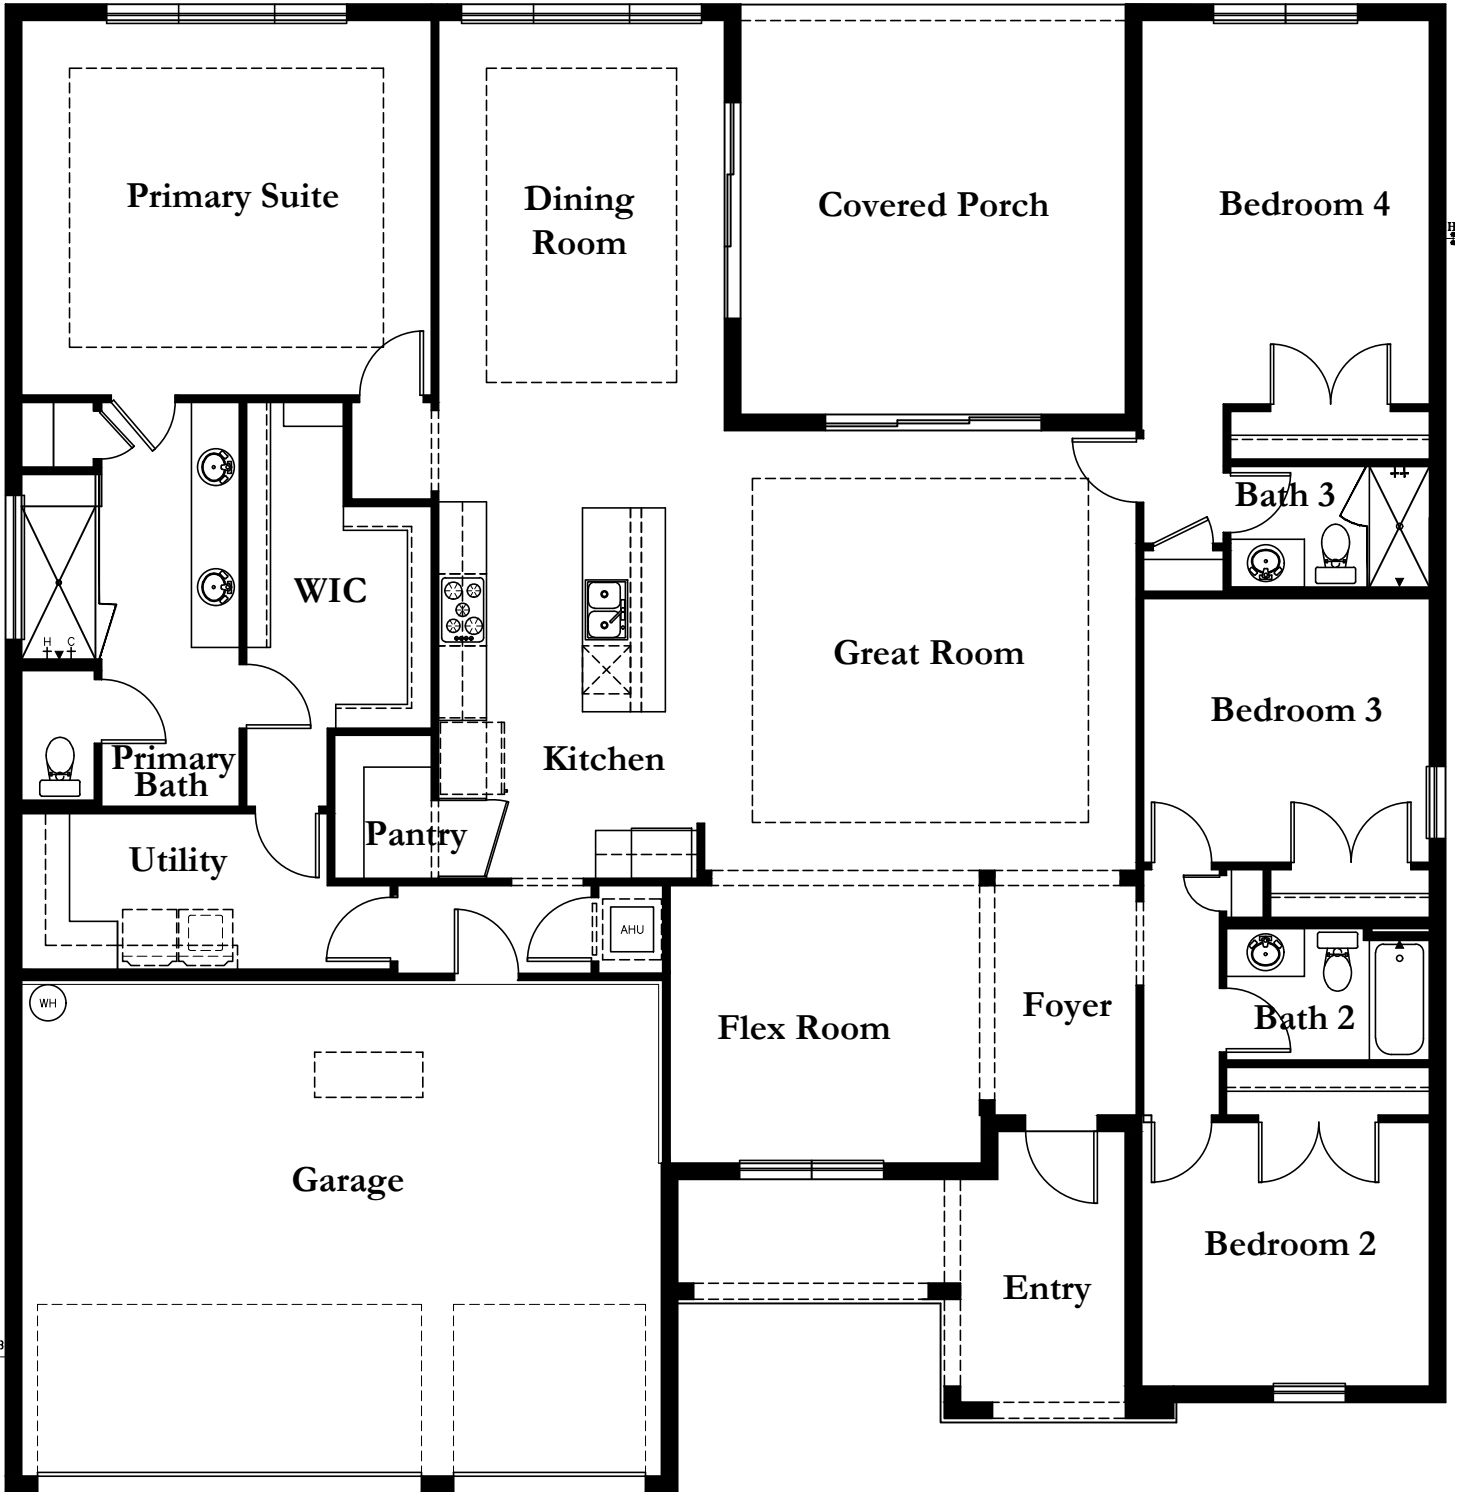 Primary Suite
Dining
Room
Covered Porch
Bedroom 4
Bath 3
WIC
Great Room
H C
Bedroom 3
Primary
Bath
Kitchen
Pantry
Utility
AHU
WH
Flex Room
Foyer
Bath 2
Garage
Bedroom 2
Entry